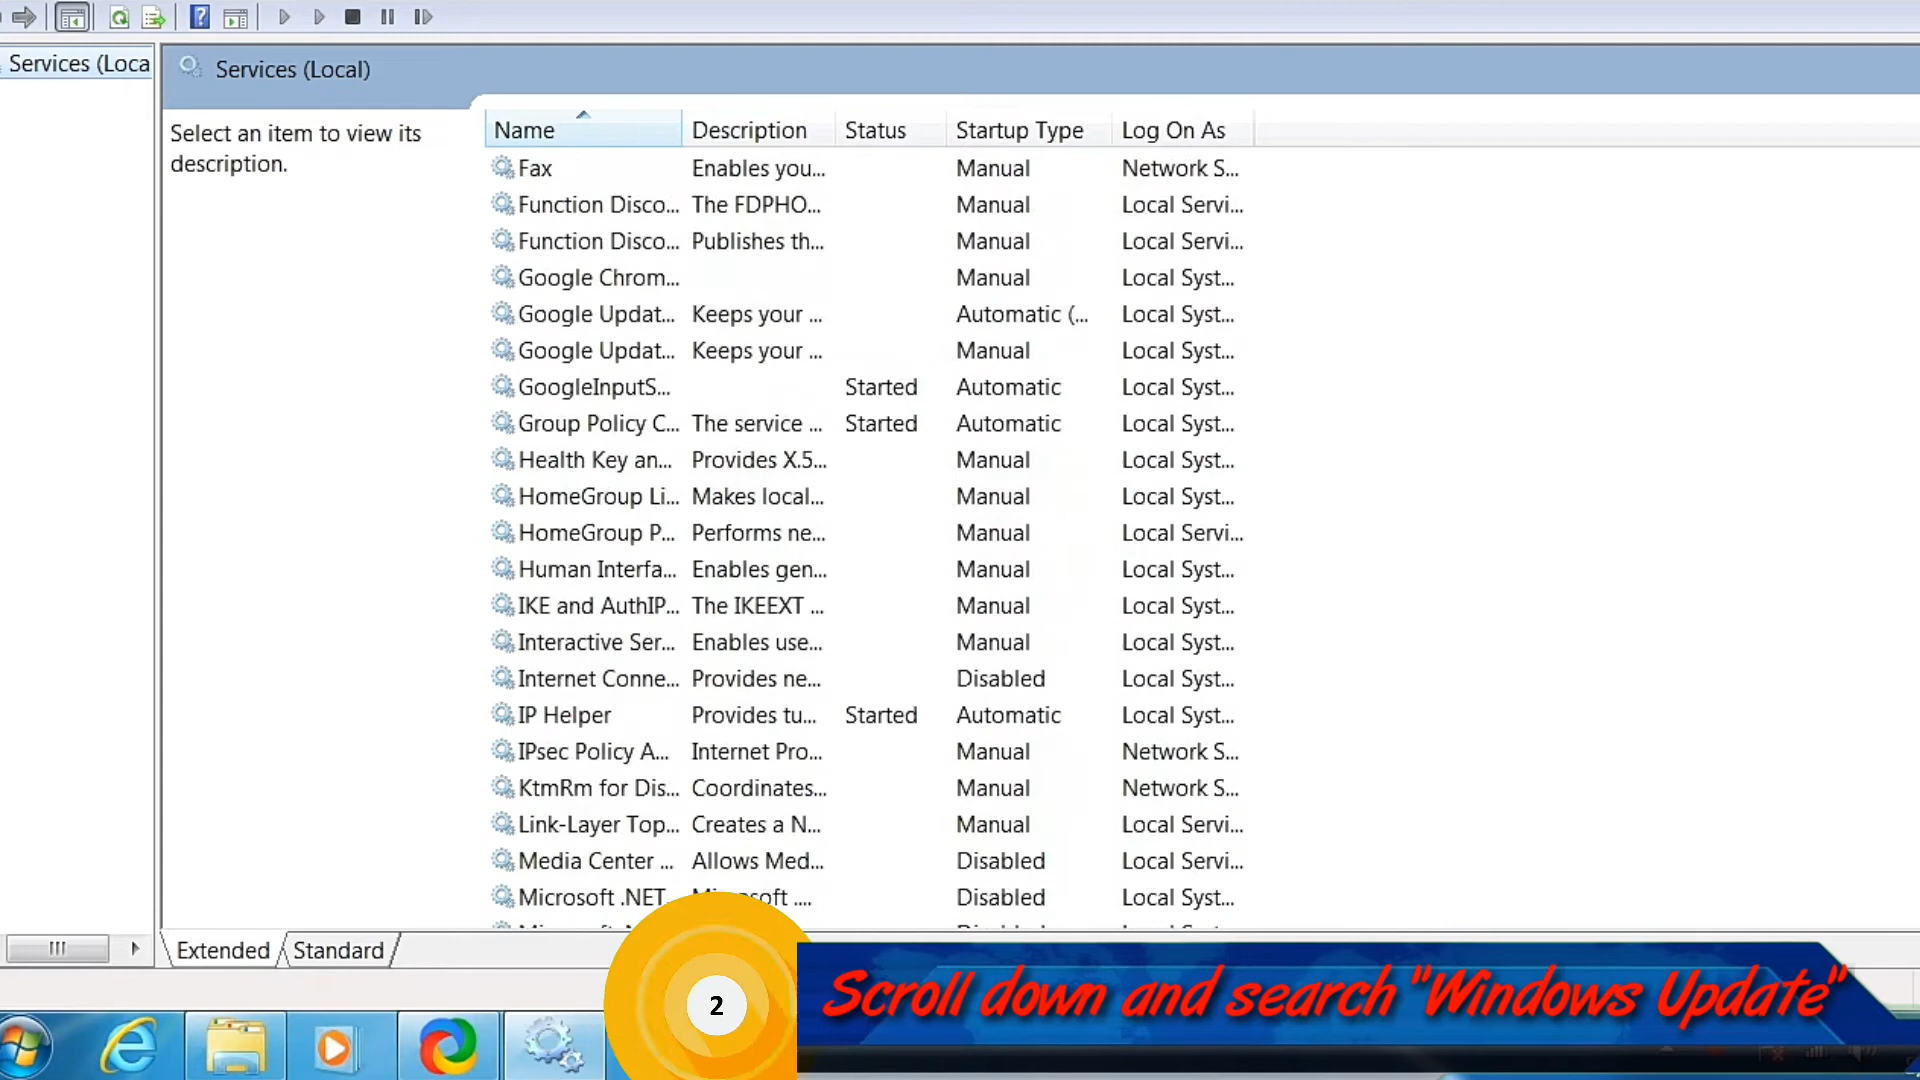 Services (Loca
Services (Local)
Select an item to view its
description.
Name Description Status Startup Type Log On As
Fax Enables you... Manual Network S...
Function Disco... The FDPHO... Manual Local Servi...
Function Disco... Publishes th... Manual Local Servi...
Google Chrom... Manual Local Syst...
Google Updat... Keeps your ... Automatic (... Local Syst...
Google Updat... Keeps your ... Manual Local Syst...
GoogleInputS... Started Automatic Local Syst...
Group Policy C... The service ... Started Automatic Local Syst...
Health Key an... Provides X.5... Manual Local Syst...
HomeGroup Li... Makes local... Manual Local Syst...
HomeGroup P... Performs ne... Manual Local Servi...
Human Interfa... Enables gen... Manual Local Syst...
IKE and AuthIP... The IKEEXT ... Manual Local Syst...
Interactive Ser... Enables use... Manual Local Syst...
Internet Conne... Provides ne... Disabled Local Syst...
IP Helper Provides tu... Started Automatic Local Syst...
IPsec Policy A... Internet Pro... Manual Network S...
KtmRm for Dis... Coordinates... Manual Network S...
Link-Layer Top... Creates a N... Manual Local Servi...
Media Center ... Allows Med... Disabled Local Servi...
Microsoft .NET Microsoft .... Disabled Local Syst...
Extended Standard
2
Scroll down and search "Windows Update"